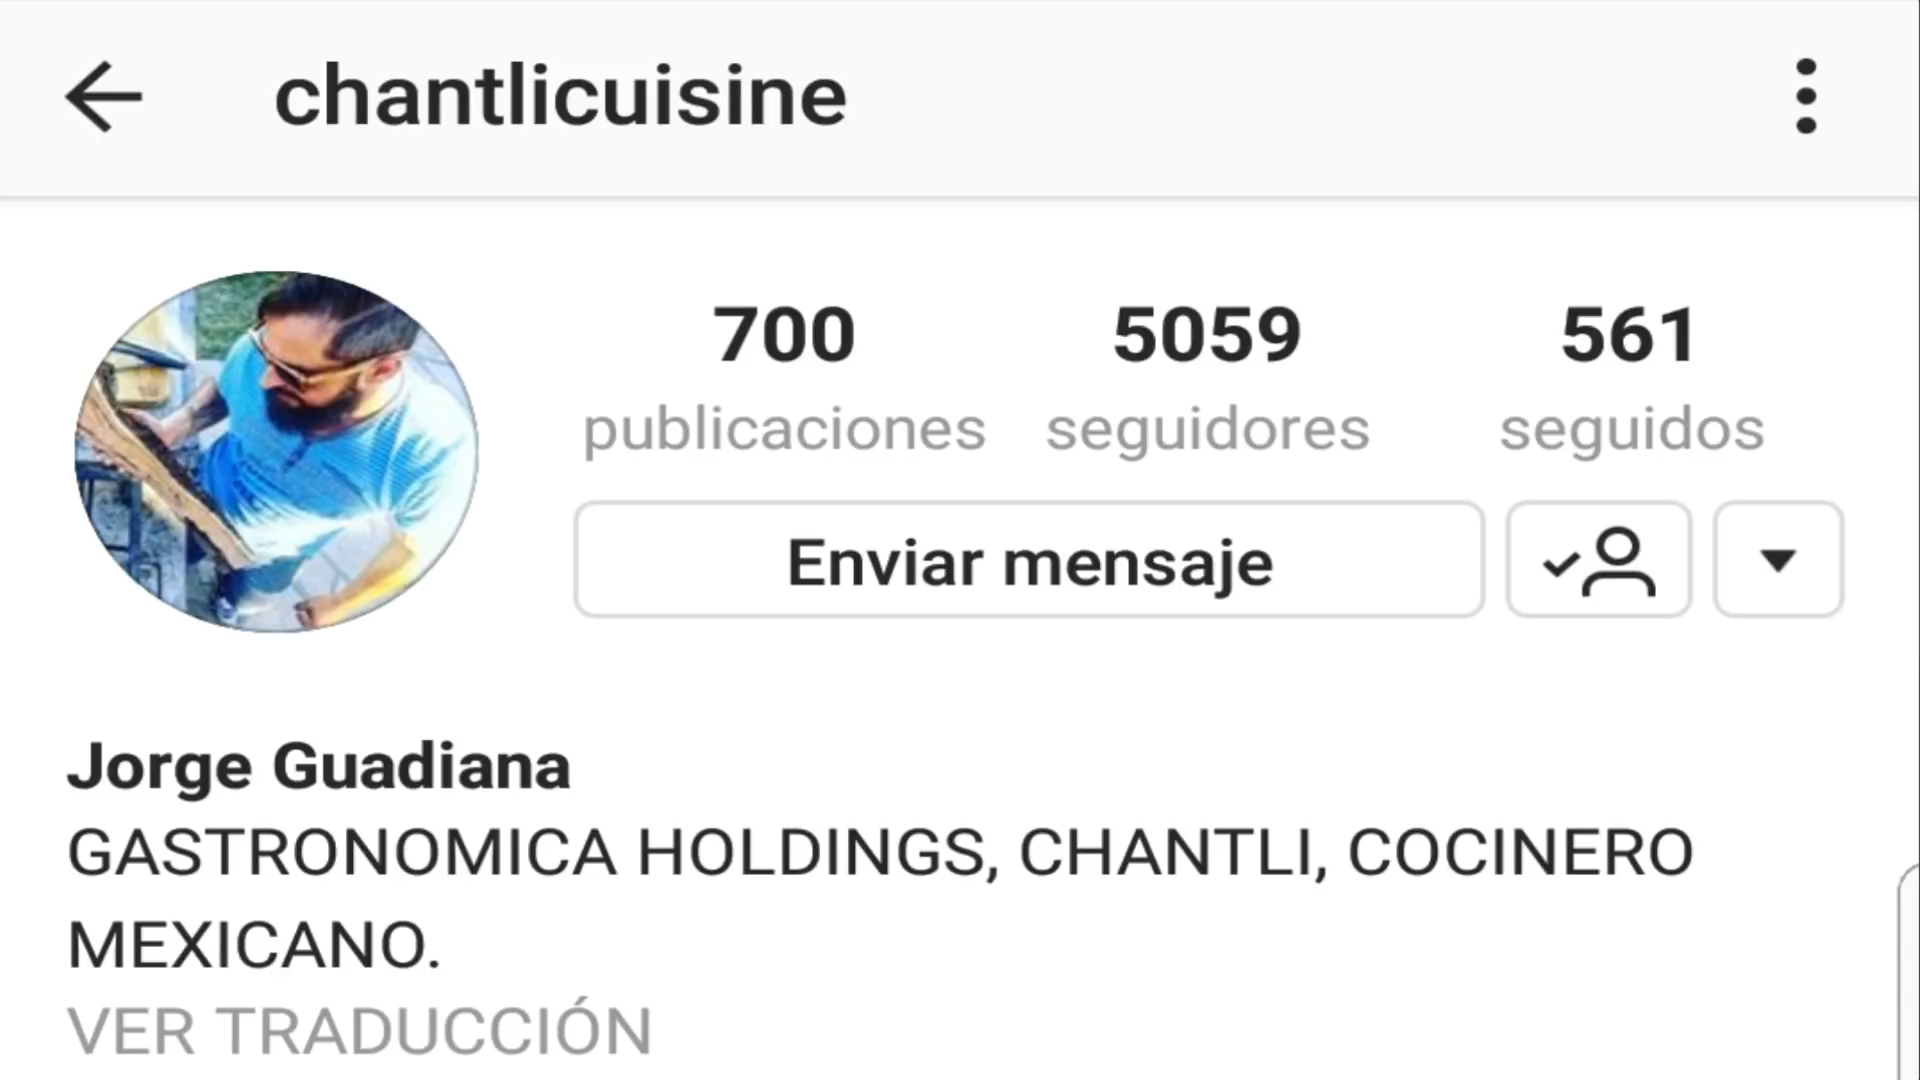 chantlicuisine
700 5059 561
publicaciones seguidores seguidos
Enviar mensaje
Jorge Guadiana
GASTRONOMICA HOLDINGS, CHANTLI, COCINERO
MEXICANO.
VER TRADUCCIÓN